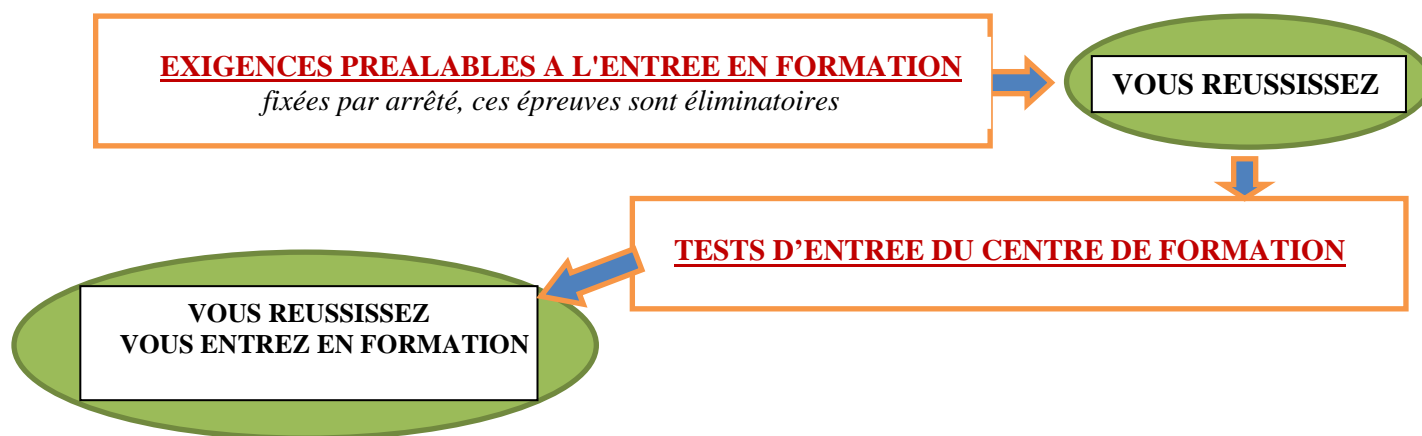 EXIGENCES PREALABLES A L'ENTREE EN FORMATION
fixées par arrêté, ces épreuves sont éliminatoires
VOUS REUSSISSEZ
TESTS D’ENTREE DU CENTRE DE FORMATION
VOUS REUSSISSEZ
VOUS ENTREZ EN FORMATION